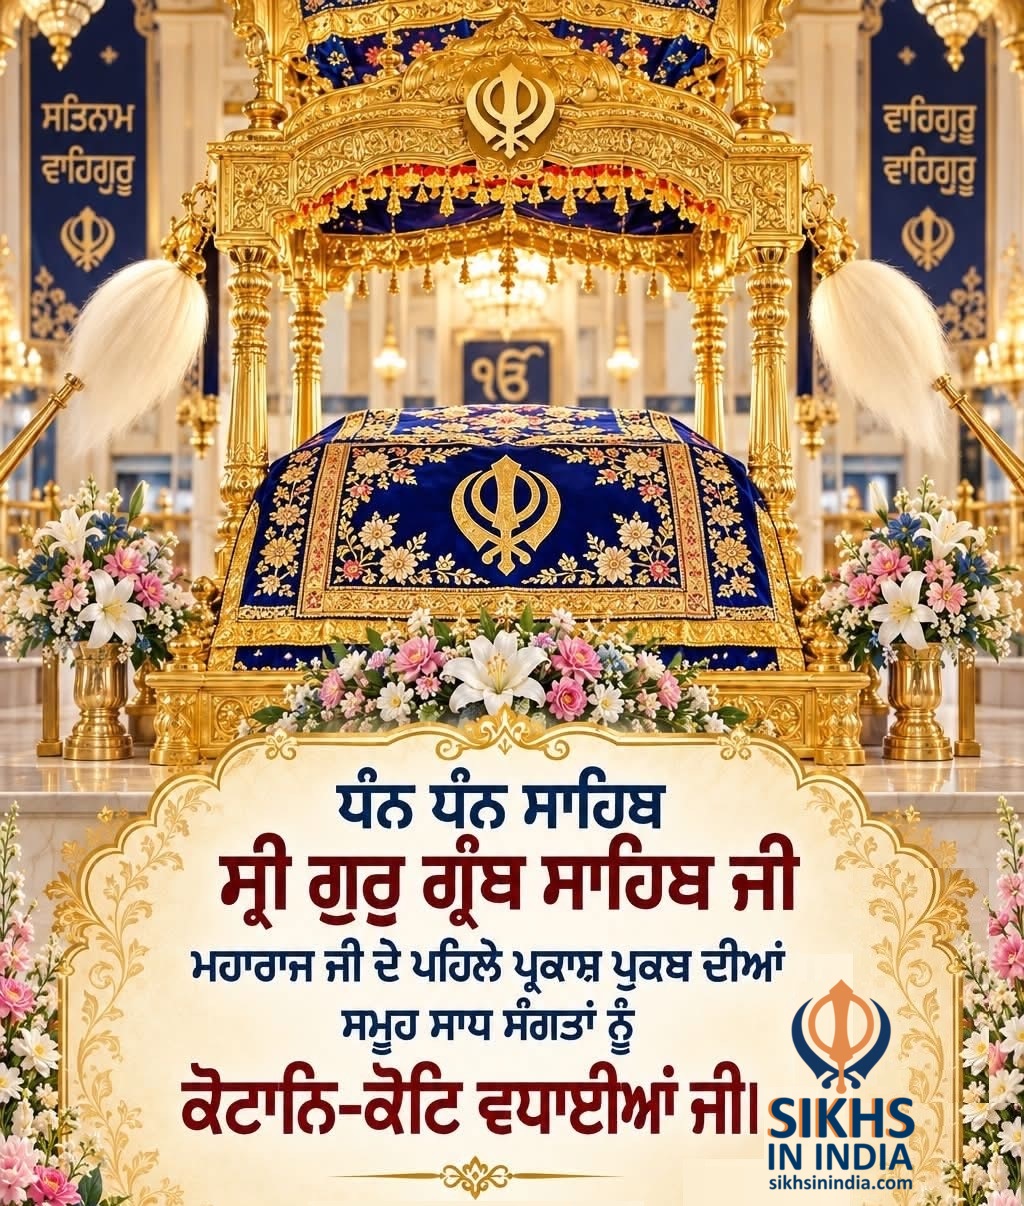 ਸਤਿਨਾਮ
ਵਾਹਿਗੁਰੂ
ਵਾਹਿਗੁਰੂ
ਵਾਹਿਗੁਰੂ
ੴ
ਧੰਨ ਧੰਨ ਸਾਹਿਬ
ਸ੍ਰੀ ਗੁਰੁ ਗ੍ਰੰਥ ਸਾਹਿਬ ਜੀ
ਮਹਾਰਾਜ ਜੀ ਦੇ ਪਹਿਲੇ ਪ੍ਰਕਾਸ਼ ਪੁਰਬ ਦੀਆਂ
ਸਮੂਹ ਸਾਧ ਸੰਗਤਾਂ ਨੂੰ
ਕੋਟਾਨਿ-ਕੋਟਿ ਵਧਾਈਆਂ ਜੀ।
SIKHS
IN INDIA
sikhsinindia.com